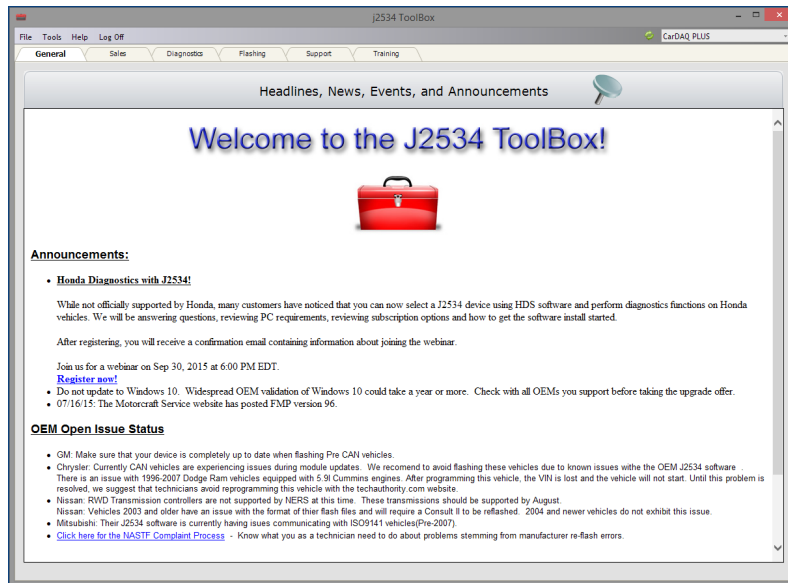 j2534 ToolBox
File Tools Help Log Off
CarDAQ PLUS
General Sales Diagnostics Flashing Support Training
Headlines, News, Events, and Announcements
Welcome to the J2534 ToolBox!
Announcements:
Honda Diagnostics with J2534!
While not officially supported by Honda, many customers have noticed that you can now select a J2534 device using HDS software and perform diagnostics functions on Honda
vehicles. We will be answering questions, reviewing PC requirements, reviewing subscription options and how to get the software install started.
After registering, you will receive a confirmation email containing information about joining the webinar.
Join us for a webinar on Sep 30, 2015 at 6:00 PM EDT.
Register now!
Do not update to Windows 10. Widespread OEM validation of Windows 10 could take a year or more. Check with all OEMs you support before taking the upgrade offer.
07/16/15: The Motorcraft Service website has posted FMP version 96.
OEM Open Issue Status
GM: Make sure that your device is completely up to date when flashing Pre CAN vehicles.
Chrysler: Currently CAN vehicles are experiencing issues during module updates. We recomend to avoid flashing these vehicles due to known issues withe the OEM J2534 software .
There is an issue with 1996-2007 Dodge Ram vehicles equipped with 5.9l Cummins engines. After programming this vehicle, the VIN is lost and the vehicle will not start. Until this problem is
resolved, we suggest that technicians avoid reprogramming this vehicle with the techauthority.com website.
Nissan: RWD Transmission controllers are not supported by NERS at this time. These transmissions should be supported by August.
Nissan: Vehicles 2003 and older have an issue with the format of thier flash files and will require a Consult II to be reflashed. 2004 and newer vehicles do not exhibit this issue.
Mitsubishi: Their J2534 software is currently having isues communicating with ISO9141 vehicles(Pre-2007).
Click here for the NASTF Complaint Process - Know what you as a technician need to do about problems stemming from manufacturer re-flash errors.